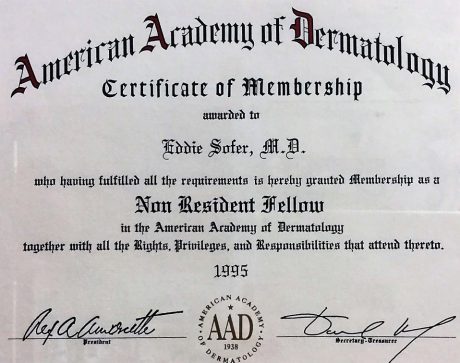 American Academy of Dermatology
Certificate of Membership
awarded to
Eddie Sofer, M.D.
who having fulfilled all the requirements is hereby granted Membership as a
Non Resident Fellow
in the American Academy of Dermatology
together with all the Rights, Privileges, and Responsibilities that attend thereto.
1995
President
AMERICAN ACADEMY OF DERMATOLOGY
AAD
1938
Secretary-Treasurer